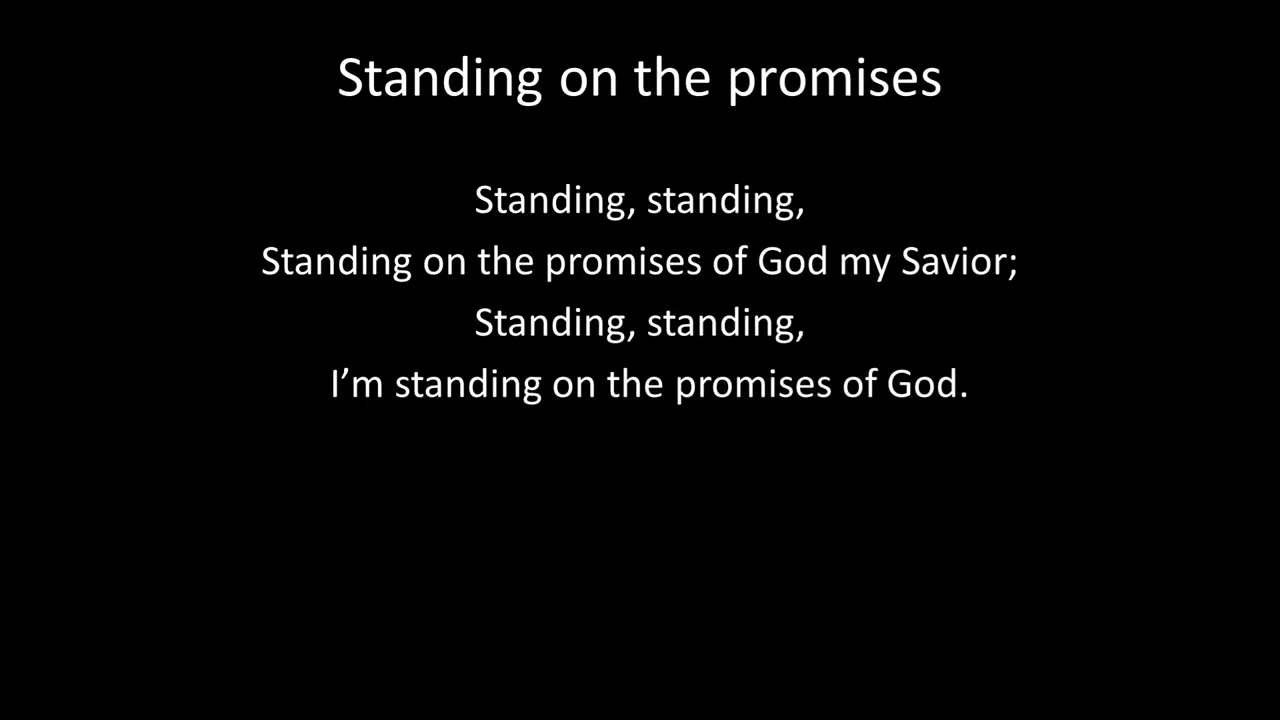 Standing on the promises
Standing, standing,
Standing on the promises of God my Savior;
Standing, standing,
I’m standing on the promises of God.